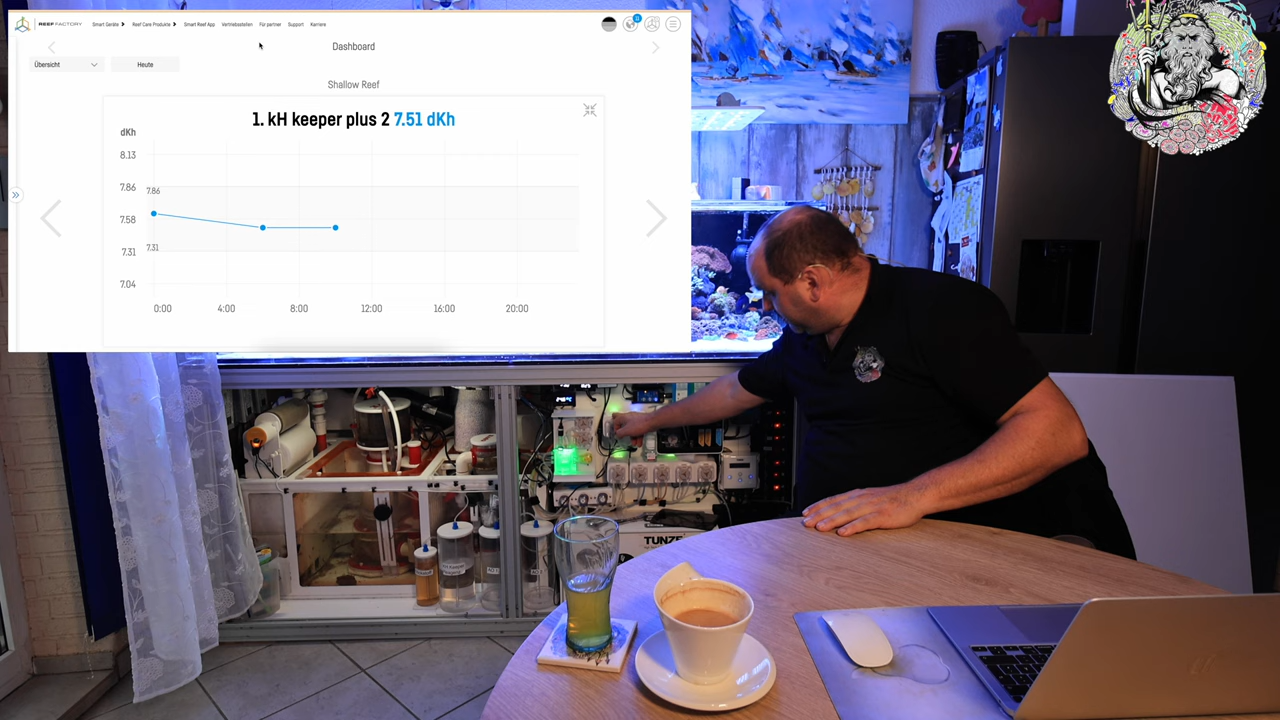 REEF FACTORY
Smart Geräte
Reef Care Produkte
Smart Reef App
Vertriebsstellen
Für partner
Support
Karriere
Dashboard
Übersicht
Heute
Shallow Reef
1. kH keeper plus 2 7.51 dKh
dKh
8.13
7.86
7.86
7.58
7.31
7.31
7.04
0:00
4:00
8:00
12:00
16:00
20:00
TUNZE